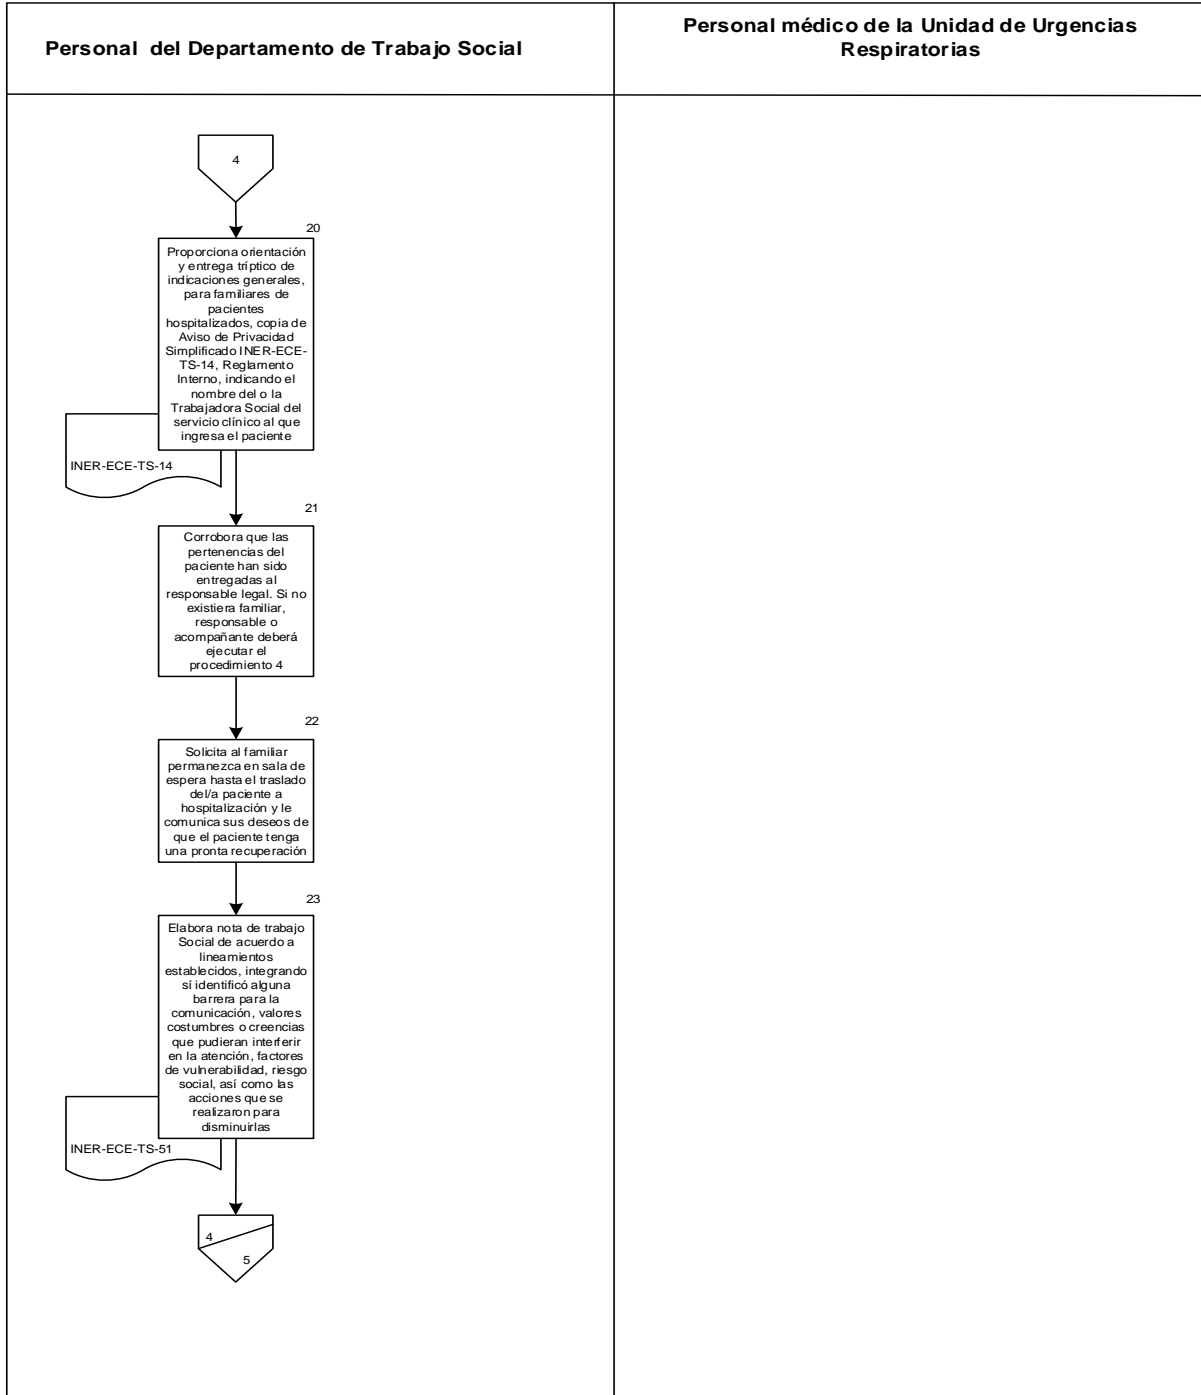 Personal del Departamento de Trabajo Social
Personal médico de la Unidad de Urgencias
Respiratorias
4
20
Proporciona orientación
y entrega tríptico de
indicaciones generales,
para familiares de
pacientes
hospitalizados, copia de
Aviso de Privacidad
Simplificado INER-ECE-
TS-14, Reglamento
Interno, indicando el
nombre del o la
Trabajadora Social del
servicio clínico al que
ingresa el paciente
INER-ECE-TS-14
21
Corrobora que las
pertenencias del
paciente han sido
entregadas al
responsable legal. Si no
existiera familiar,
responsable o
acompañante deberá
ejecutar el
procedimiento 4
22
Solicita al familiar
permanezca en sala de
espera hasta el traslado
del/a paciente a
hospitalización y le
comunica sus deseos de
que el paciente tenga
una pronta recuperación
23
Elabora nota de trabajo
Social de acuerdo a
lineamientos
establecidos, integrando
sí identificó alguna
barrera para la
comunicación, valores
costumbres o creencias
que pudieran interferir
en la atención, factores
de vulnerabilidad, riesgo
social, así como las
acciones que se
realizaron para
disminuirlas
INER-ECE-TS-51
4
5